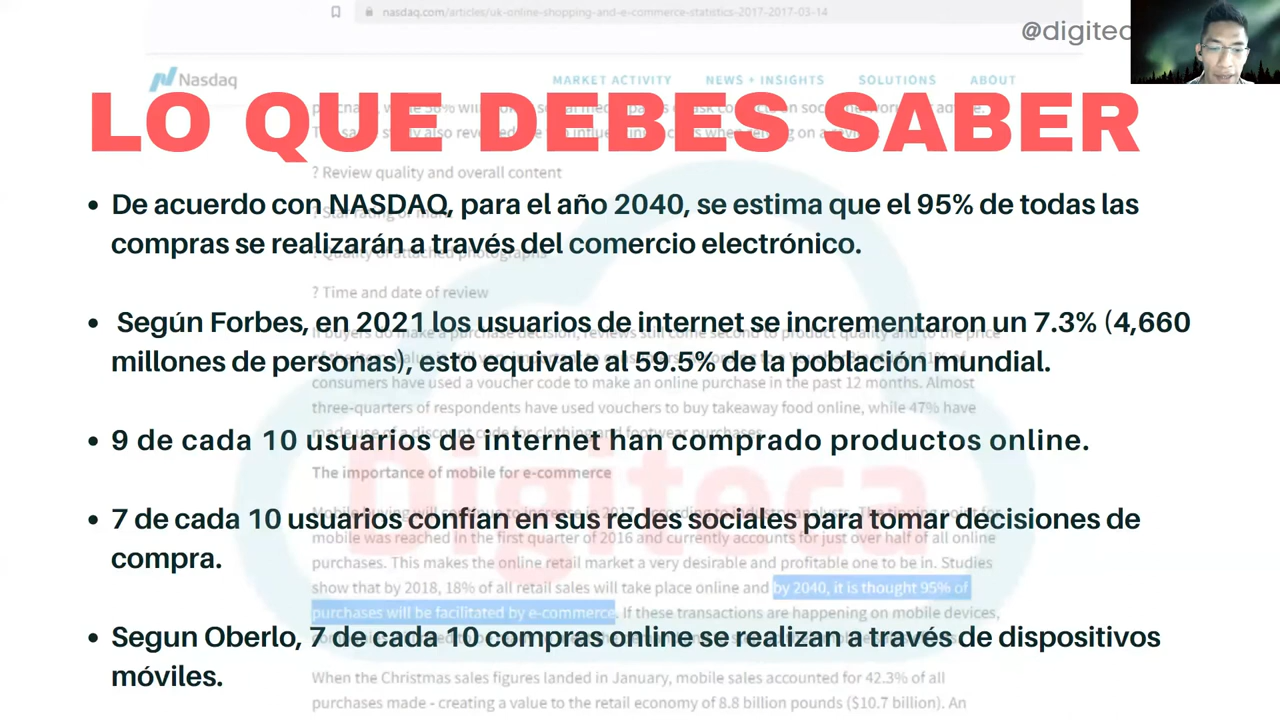 nasdaq.com/articles/uk-online-shopping-and-e-commerce-statistics-2017-2017-03-14
@digitec
Nasdaq
MARKET ACTIVITY NEWS + INSIGHTS SOLUTIONS ABOUT
LO QUE DEBES SABER
? Review quality and overall content
• De acuerdo con NASDAQ, para el año 2040, se estima que el 95% de todas las
compras se realizarán a través del comercio electrónico.
? Quality of attached photographs
? Time and date of review
• Según Forbes, en 2021 los usuarios de internet se incrementaron un 7.3% (4,660
millones de personas), esto equivale al 59.5% de la población mundial.
consumers have used a voucher code to make an online purchase in the past 12 months. Almost
three-quarters of respondents have used vouchers to buy takeaway food online, while 47% have
• 9 de cada 10 usuarios de internet han comprado productos online.
The importance of mobile for e-commerce
Digiteca
• 7 de cada 10 usuarios confían en sus redes sociales para tomar decisiones de
compra.
mobile was reached in the first quarter of 2016 and currently accounts for just over half of all online
purchases. This makes the online retail market a very desirable and profitable one to be in. Studies
show that by 2018, 18% of all retail sales will take place online and by 2040, it is thought 95% of
purchases will be facilitated by e-commerce. If these transactions are happening on mobile devices,
• Segun Oberlo, 7 de cada 10 compras online se realizan a través de dispositivos
móviles.
When the Christmas sales figures landed in January, mobile sales accounted for 42.3% of all
purchases made - creating a value to the retail economy of 8.8 billion pounds ($10.7 billion). An